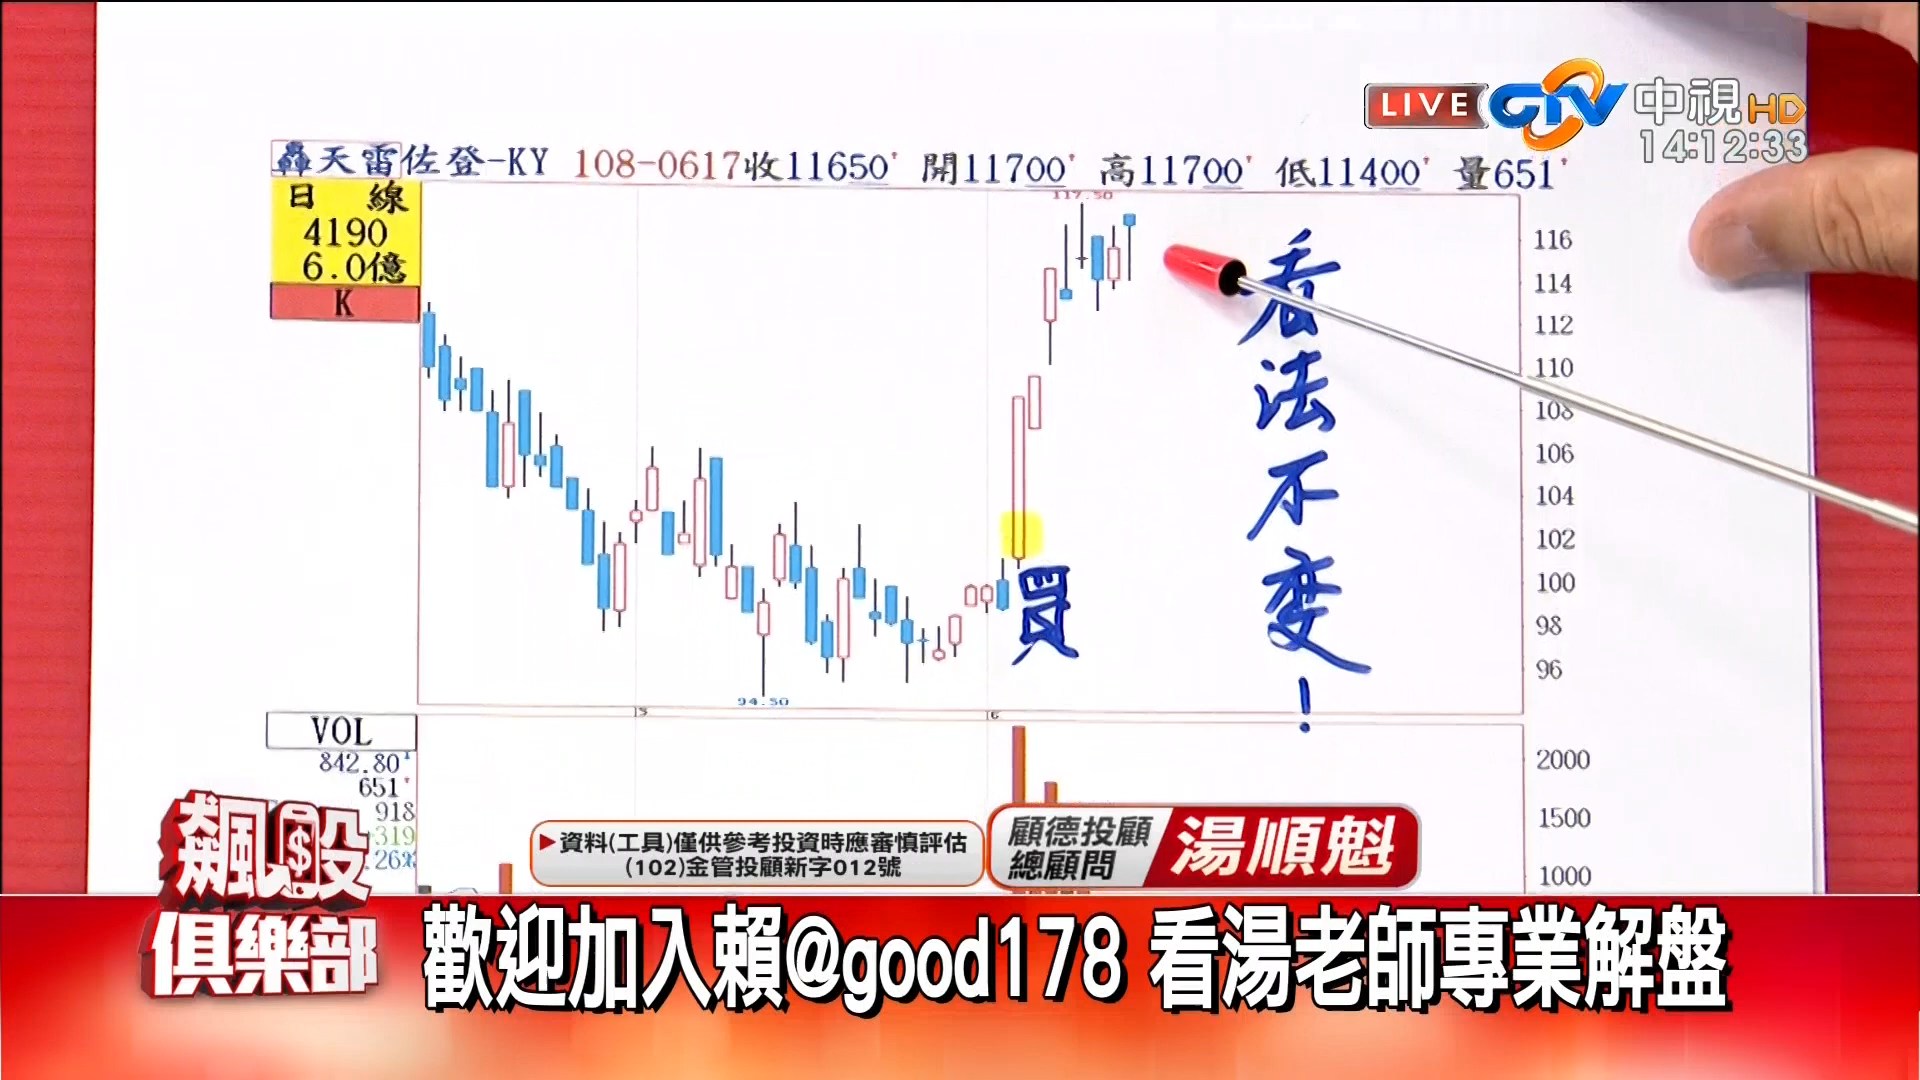 LIVE CTV 中視HD
14:12:33
天雷 佐登-KY 108-0617收11650' 開11700' 高11700' 低11400' 量651'
日 線
4190
6.0億
K
117.50
116
114
112
110
108
106
104
102
100
98
96
94.50
5
6
買
看法不變!
VOL
842.80'
651'
918
319
.26%
2000
1500
1000
飆股俱樂部
▶資料(工具)僅供參考投資時應審慎評估
(102)金管投顧新字012號
顧德投顧
總顧問
湯順魁
歡迎加入賴@good178 看湯老師專業解盤